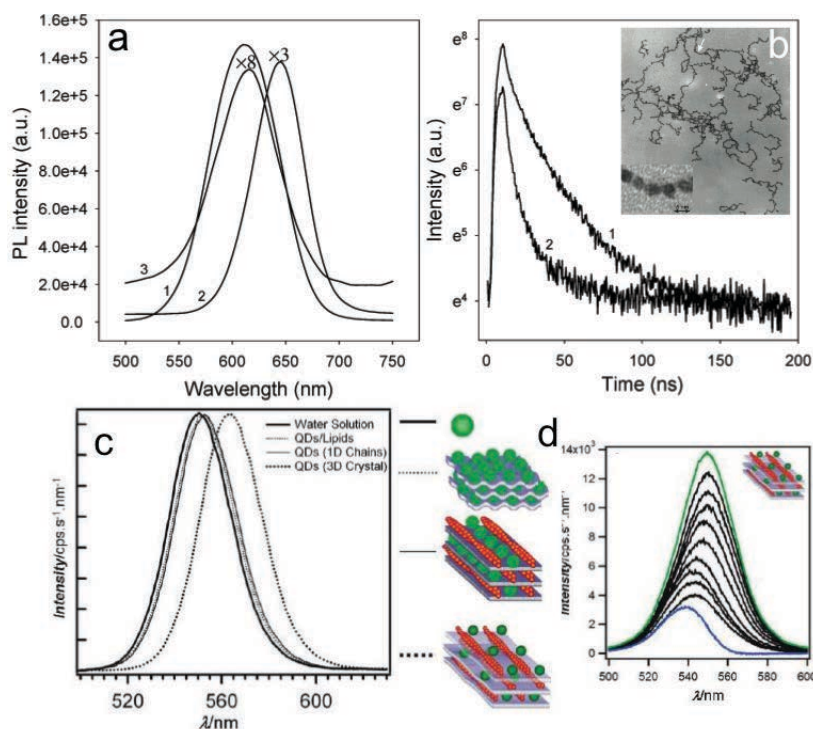 a
PL intensity (a.u.)
1.6e+5
1.4e+5
1.2e+5
1.0e+5
8.0e+4
6.0e+4
4.0e+4
2.0e+4
0.0
×8
×3
3
1
2
500 550 600 650 700 750
Wavelength (nm)
b
Intensity (a.u.)
e⁸
e⁷
e⁶
e⁵
e⁴
1
2
0 50 100 150 200
Time (ns)
c
Intensity/cps.s⁻¹.nm⁻¹
Water Solution
QDs/Lipids
QDs (1D Chains)
QDs (3D Crystal)
520 560 600
λ/nm
d
Intensity/cps.s⁻¹.nm⁻¹
14x10³
12
10
8
6
4
2
0
500 520 540 560 580 600
λ/nm